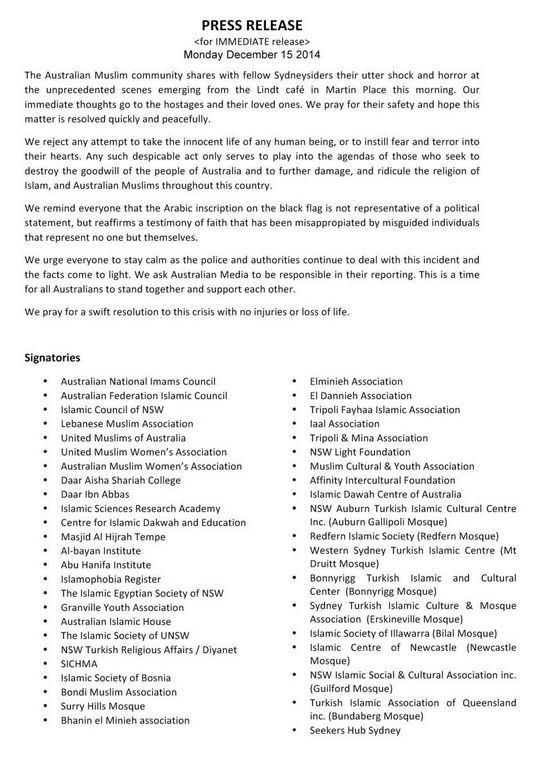 PRESS RELEASE
<for IMMEDIATE release>
Monday December 15 2014
The Australian Muslim community shares with fellow Sydneysiders their utter shock and horror at
the unprecedented scenes emerging from the Lindt café in Martin Place this morning. Our
immediate thoughts go to the hostages and their loved ones. We pray for their safety and hope this
matter is resolved quickly and peacefully.
We reject any attempt to take the innocent life of any human being, or to instill fear and terror into
their hearts. Any such despicable act only serves to play into the agendas of those who seek to
destroy the goodwill of the people of Australia and to further damage, and ridicule the religion of
Islam, and Australian Muslims throughout this country.
We remind everyone that the Arabic inscription on the black flag is not representative of a political
statement, but reaffirms a testimony of faith that has been misappropiated by misguided individuals
that represent no one but themselves.
We urge everyone to stay calm as the police and authorities continue to deal with this incident and
the facts come to light. We ask Australian Media to be responsible in their reporting. This is a time
for all Australians to stand together and support each other.
We pray for a swift resolution to this crisis with no injuries or loss of life.
Signatories
• Australian National Imams Council
• Australian Federation Islamic Council
• Islamic Council of NSW
• Lebanese Muslim Association
• United Muslims of Australia
• United Muslim Women's Association
• Australian Muslim Women's Association
• Daar Aisha Shariah College
• Daar Ibn Abbas
• Islamic Sciences Research Academy
• Centre for Islamic Dakwah and Education
• Masjid Al Hijrah Tempe
• Al-bayan Institute
• Abu Hanifa Institute
• Islamophobia Register
• The Islamic Egyptian Society of NSW
• Granville Youth Association
• Australian Islamic House
• The Islamic Society of UNSW
• NSW Turkish Religious Affairs / Diyanet
• SICHMA
• Islamic Society of Bosnia
• Bondi Muslim Association
• Surry Hills Mosque
• Bhanin el Minieh association
• Elminieh Association
• El Dannieh Association
• Tripoli Fayhaa Islamic Association
• Iaal Association
• Tripoli & Mina Association
• NSW Light Foundation
• Muslim Cultural & Youth Association
• Affinity Intercultural Foundation
• Islamic Dawah Centre of Australia
• NSW Auburn Turkish Islamic Cultural Centre
Inc. (Auburn Gallipoli Mosque)
• Redfern Islamic Society (Redfern Mosque)
• Western Sydney Turkish Islamic Centre (Mt
Druitt Mosque)
• Bonnyrigg Turkish Islamic and Cultural
Center (Bonnyrigg Mosque)
• Sydney Turkish Islamic Culture & Mosque
Association (Erskineville Mosque)
• Islamic Society of Illawarra (Bilal Mosque)
• Islamic Centre of Newcastle (Newcastle
Mosque)
• NSW Islamic Social & Cultural Association inc.
(Guilford Mosque)
• Turkish Islamic Association of Queensland
inc. (Bundaberg Mosque)
• Seekers Hub Sydney